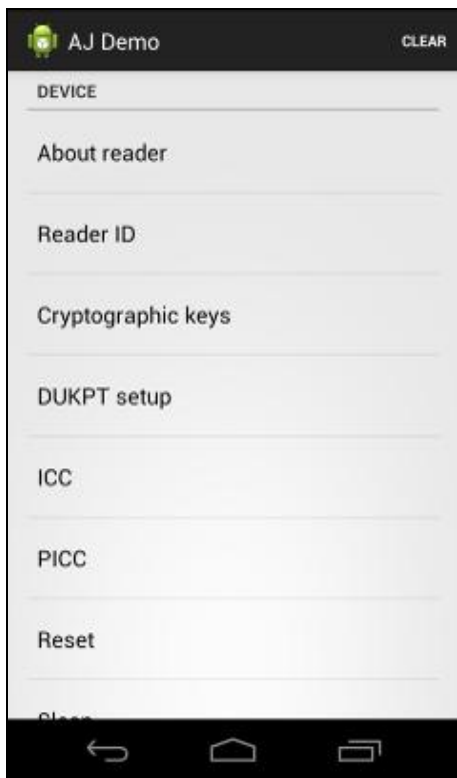 AJ Demo
CLEAR
DEVICE
About reader
Reader ID
Cryptographic keys
DUKPT setup
ICC
PICC
Reset